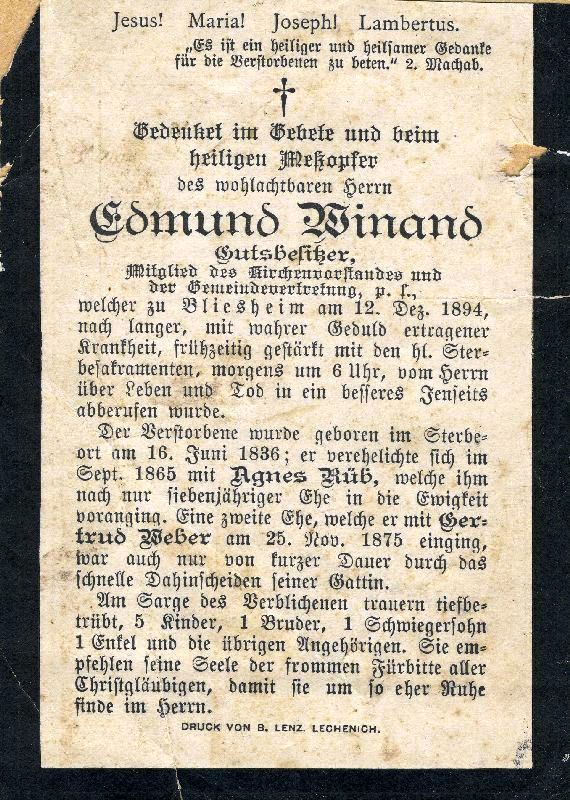 Jesus! Maria! Joseph! Lambertus.
„Es ist ein heiliger und heilsamer Gedanke
für die Verstorbenen zu beten." 2. Machab.
†
Gedenket im Gebete und beim
heiligen Meßopfer
des wohlachtbaren Herrn
Edmund Winand
Gutsbesitzer,
Mitglied des Kirchenvorstandes und
der Gemeindevertretung, p. f.,
welcher zu Bliesheim am 12. Dez. 1894,
nach langer, mit wahrer Geduld ertragener
Krankheit, frühzeitig gestärkt mit den hl. Ster-
besakramenten, morgens um 6 Uhr, vom Herrn
über Leben und Tod in ein besseres Jenseits
abberufen wurde.
Der Verstorbene wurde geboren im Sterbe-
ort am 16. Juni 1836; er verehelichte sich im
Sept. 1865 mit Agnes Rüb, welche ihm
nach nur siebenjähriger Ehe in die Ewigkeit
voranging. Eine zweite Ehe, welche er mit Ger-
trud Weber am 25. Nov. 1875 einging,
war auch nur von kurzer Dauer durch das
schnelle Dahinscheiden seiner Gattin.
Am Sarge des Verblichenen trauern tiefbe-
trübt, 5 Kinder, 1 Bruder, 1 Schwiegersohn
1 Enkel und die übrigen Angehörigen. Sie em-
pfehlen seine Seele der frommen Fürbitte aller
Christgläubigen, damit sie um so eher Ruhe
finde im Herrn.
DRUCK VON B. LENZ. LECHENICH.